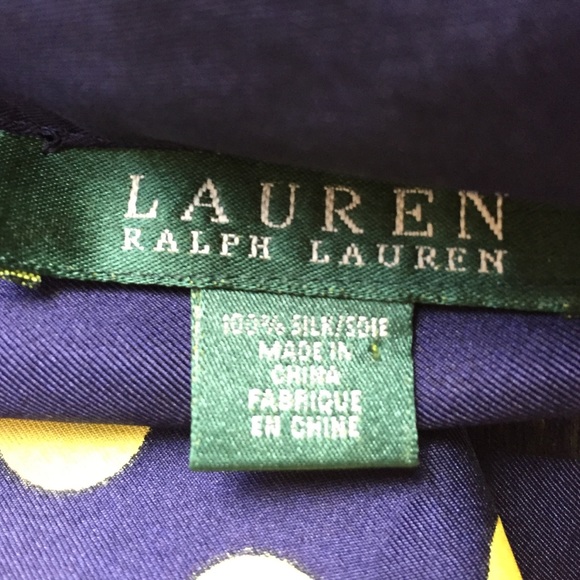 LAUREN
RALPH LAUREN
100% SILK/SOIE
MADE IN
CHINA
FABRIQUE
EN CHINE